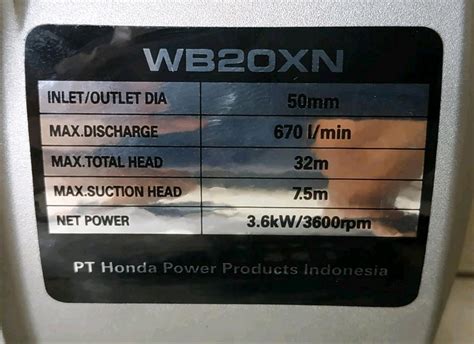 WB20XN
INLET/OUTLET DIA 50mm
MAX.DISCHARGE 670 l/min
MAX.TOTAL HEAD 32m
MAX.SUCTION HEAD 7.5m
NET POWER 3.6kW/3600rpm
PT Honda Power Products Indonesia